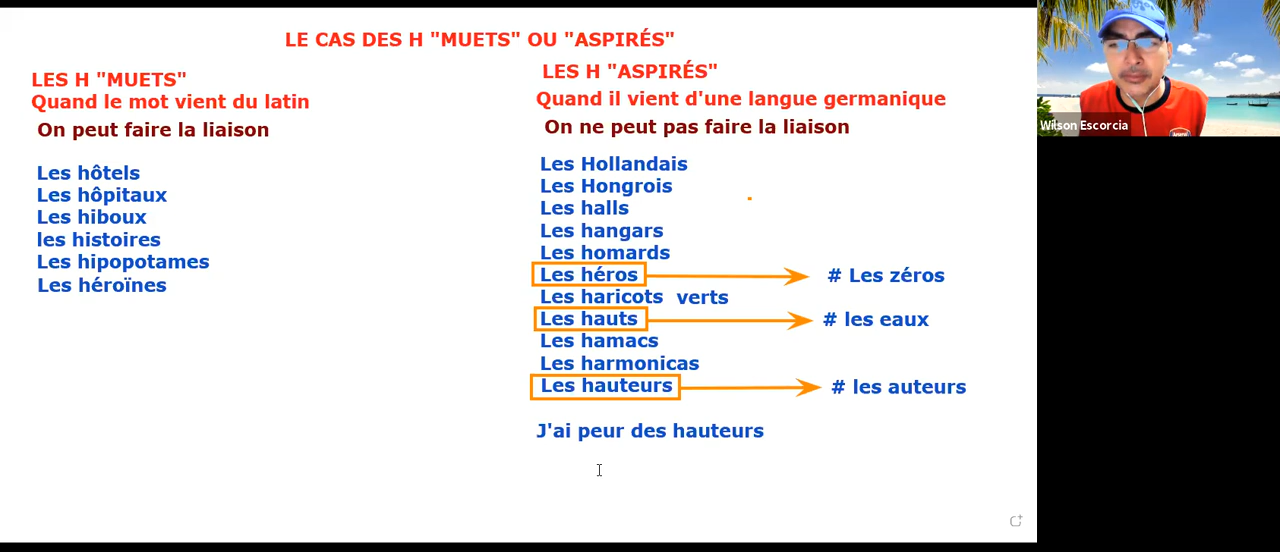 LE CAS DES H "MUETS" OU "ASPIRÉS"
LES H "MUETS"
Quand le mot vient du latin
On peut faire la liaison
Les hôtels
Les hôpitaux
Les hiboux
les histoires
Les hipopotames
Les héroïnes
LES H "ASPIRÉS"
Quand il vient d'une langue germanique
On ne peut pas faire la liaison
Les Hollandais
Les Hongrois
Les halls
Les hangars
Les homards
Les héros # Les zéros
Les haricots verts
Les hauts # les eaux
Les hamacs
Les harmonicas
Les hauteurs # les auteurs
J'ai peur des hauteurs
Wilson Escorcia